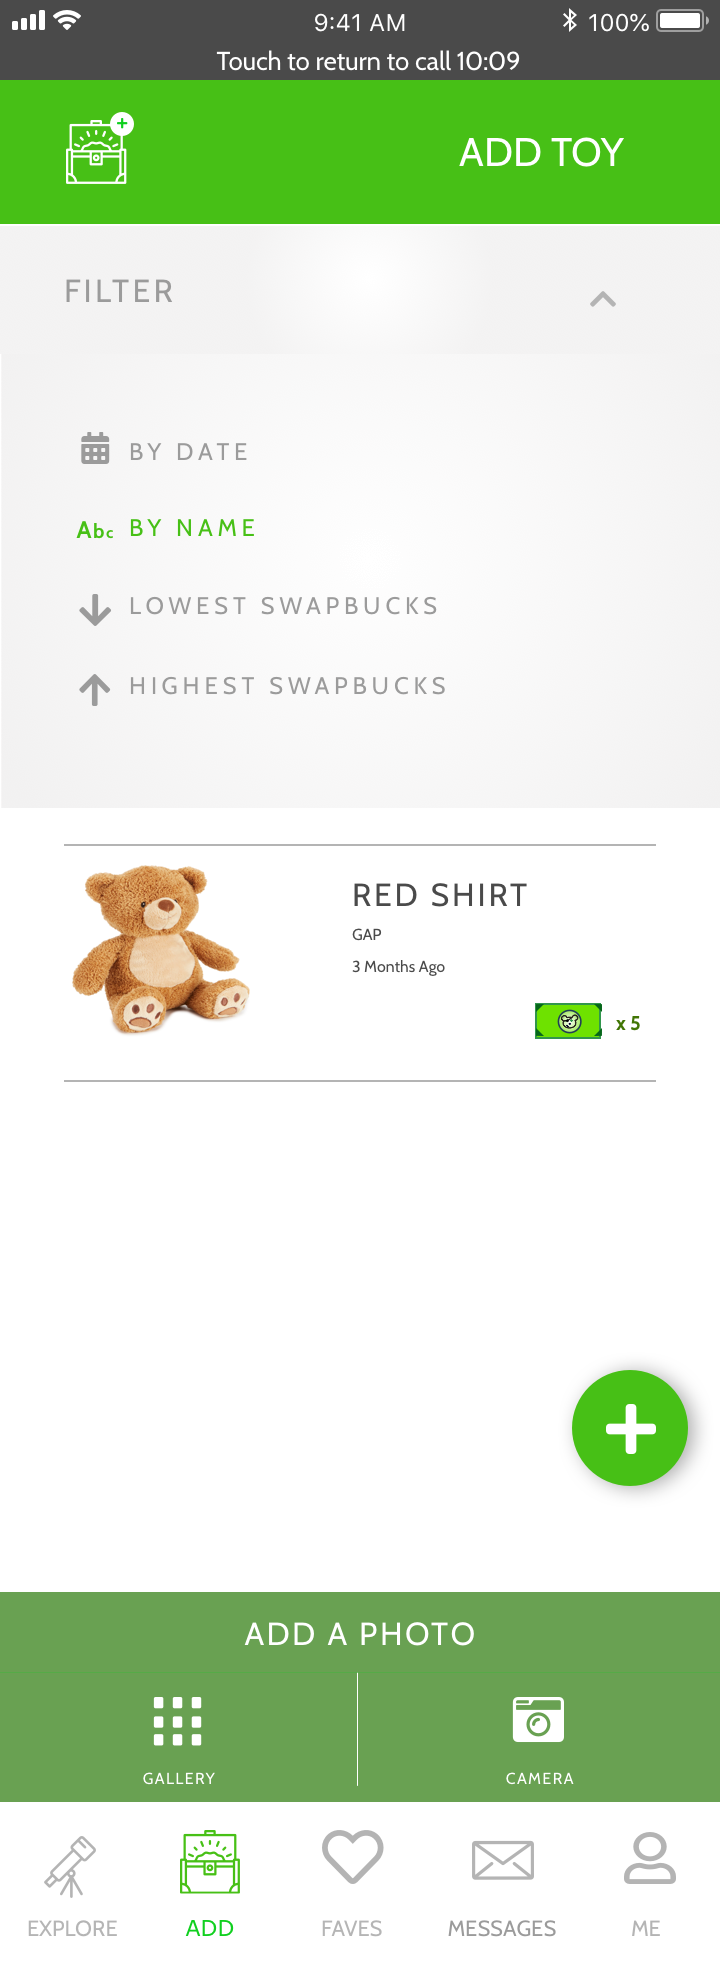 9:41 AM
100%
Touch to return to call 10:09
ADD TOY
FILTER
BY DATE
Abc BY NAME
LOWEST SWAPBUCKS
HIGHEST SWAPBUCKS
RED SHIRT
GAP
3 Months Ago
x 5
ADD A PHOTO
GALLERY
CAMERA
EXPLORE
ADD
FAVES
MESSAGES
ME